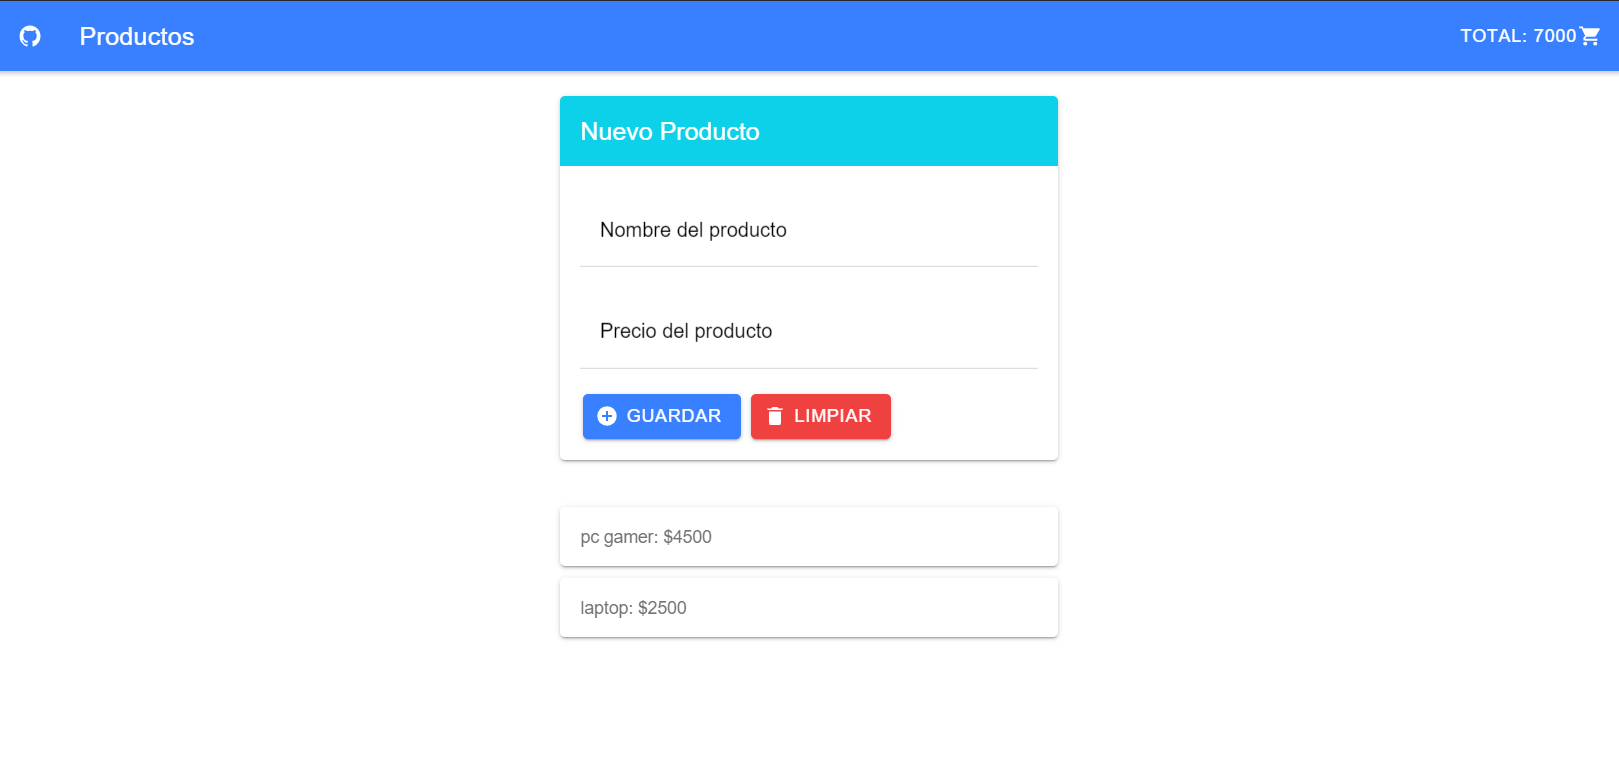 Productos
TOTAL: 7000
Nuevo Producto
Nombre del producto
Precio del producto
GUARDAR
LIMPIAR
pc gamer: $4500
laptop: $2500